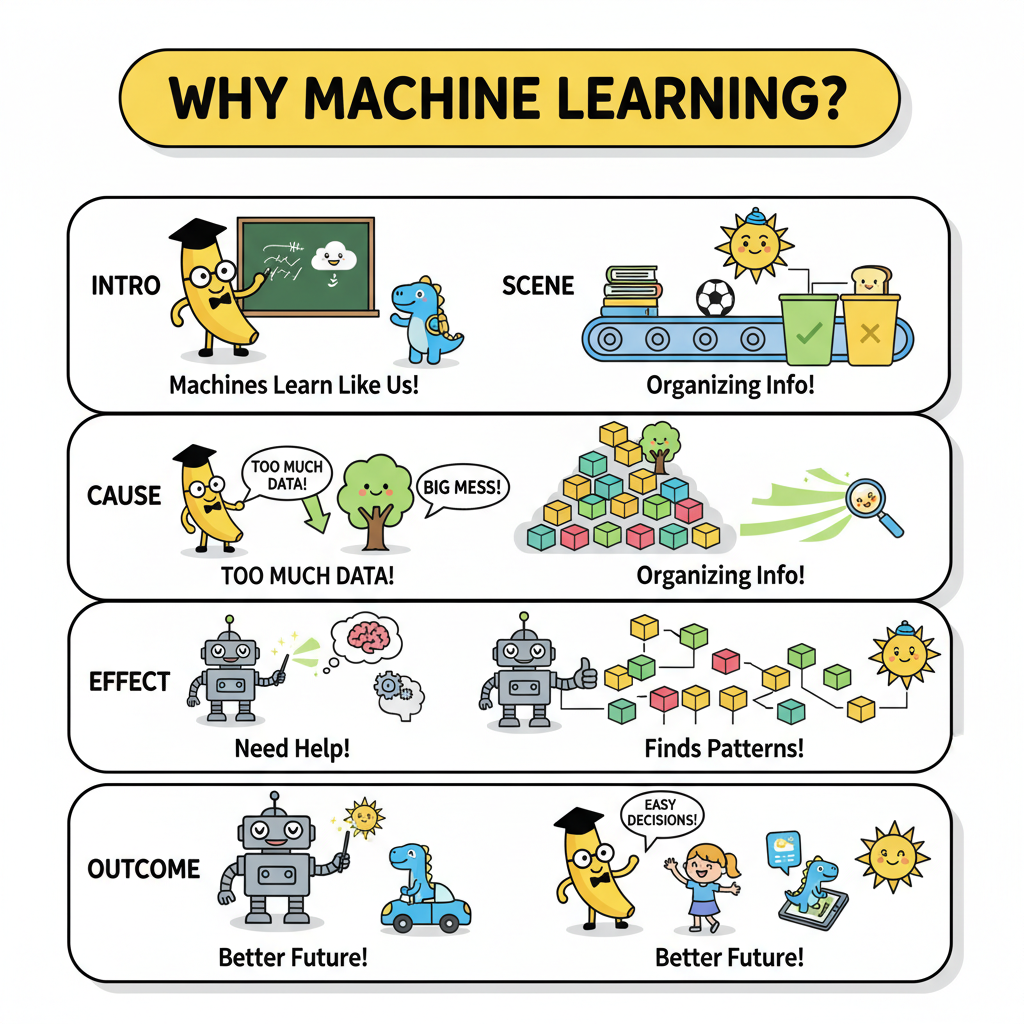 WHY MACHINE LEARNING?
INTRO
Machines Learn Like Us!
SCENE
Organizing Info!
CAUSE
TOO MUCH
DATA!
BIG MESS!
TOO MUCH DATA!
Organizing Info!
EFFECT
Need Help!
Finds Patterns!
OUTCOME
Better Future!
EASY
DECISIONS!
Better Future!